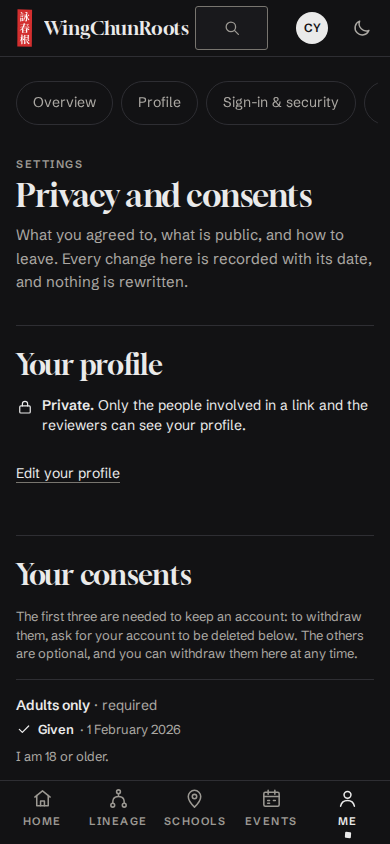 詠春根
WingChunRoots
CY
Overview
Profile
Sign-in & security
SETTINGS
Privacy and consents
What you agreed to, what is public, and how to
leave. Every change here is recorded with its date,
and nothing is rewritten.
Your profile
Private. Only the people involved in a link and the
reviewers can see your profile.
Edit your profile
Your consents
The first three are needed to keep an account: to withdraw
them, ask for your account to be deleted below. The others
are optional, and you can withdraw them here at any time.
Adults only · required
Given · 1 February 2026
I am 18 or older.
HOME
LINEAGE
SCHOOLS
EVENTS
ME